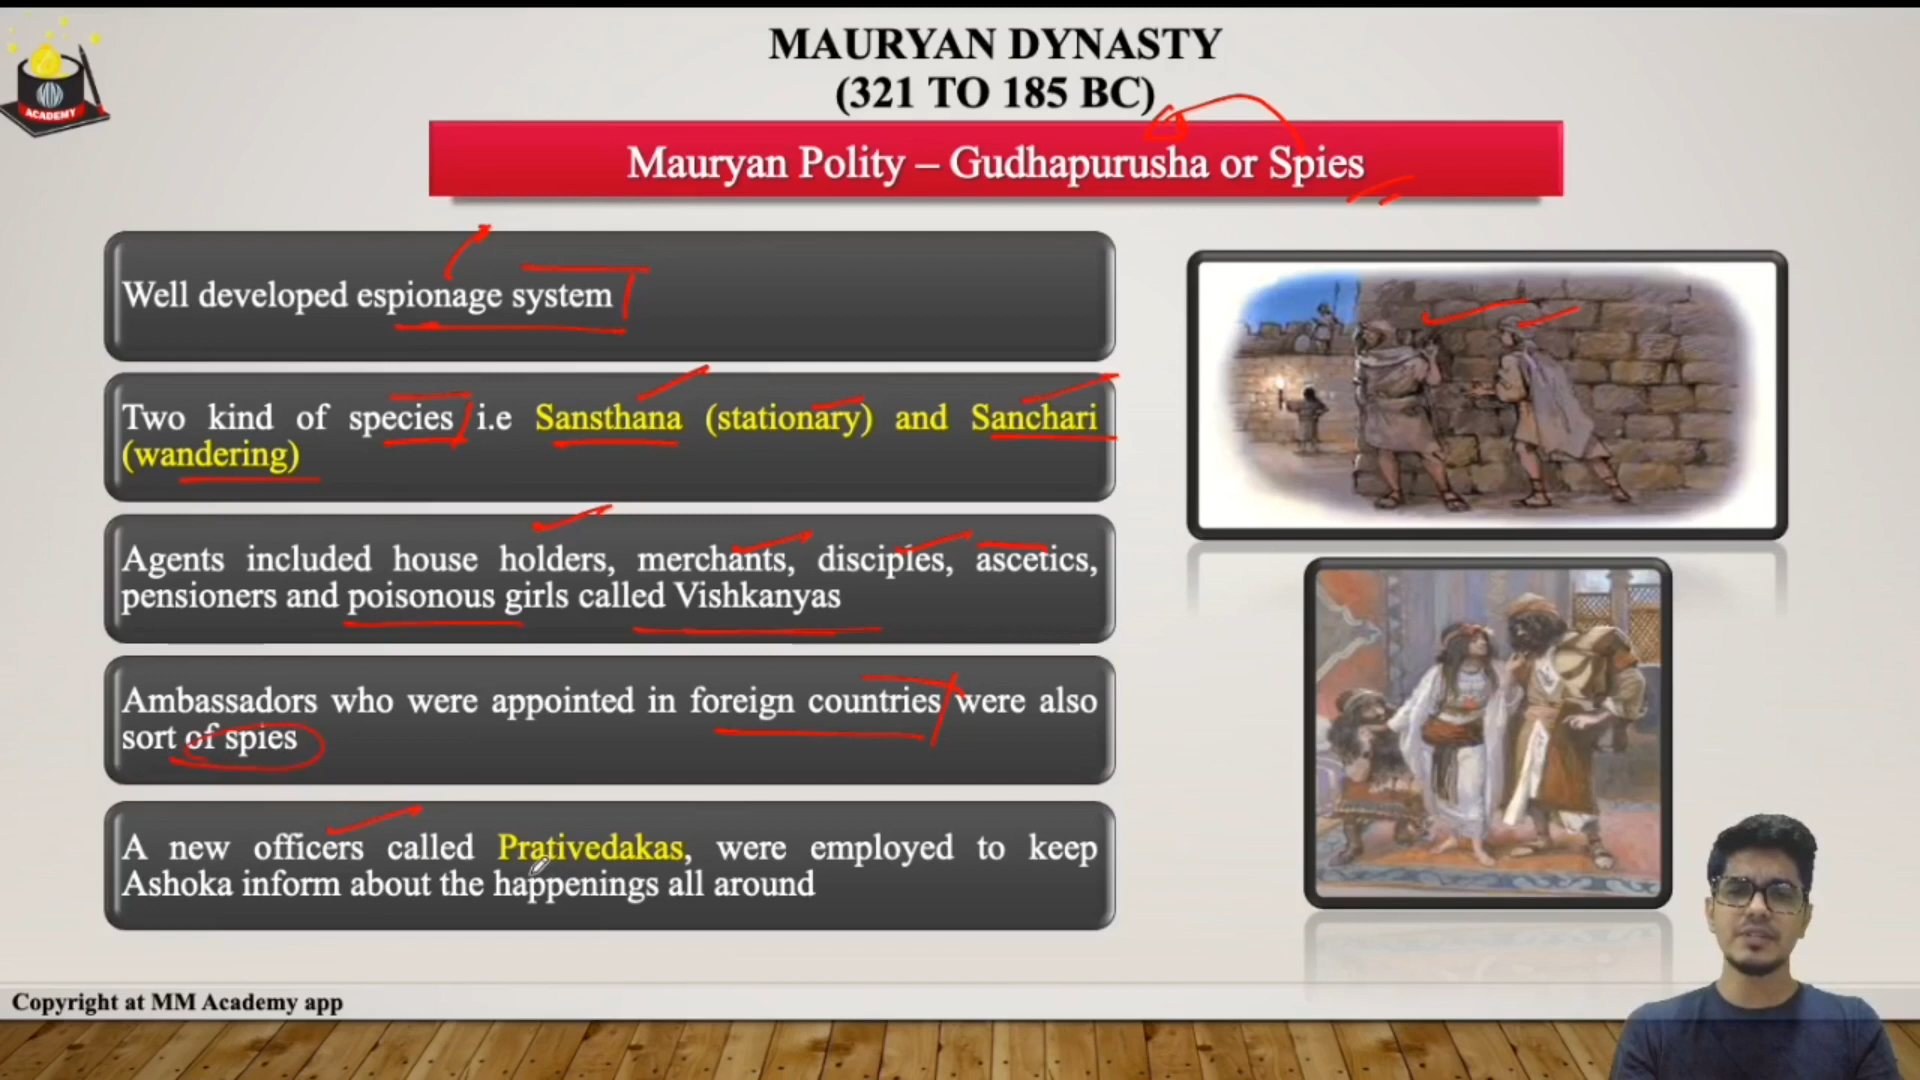 MAURYAN DYNASTY
(321 TO 185 BC)
ACADEMY
Mauryan Polity – Gudhapurusha or Spies
Well developed espionage system
Two kind of species i.e Sansthana (stationary) and Sanchari
(wandering)
Agents included house holders, merchants, disciples, ascetics,
pensioners and poisonous girls called Vishkanyas
Ambassadors who were appointed in foreign countries were also
sort of spies
A new officers called Prativedakas, were employed to keep
Ashoka inform about the happenings all around
Copyright at MM Academy app